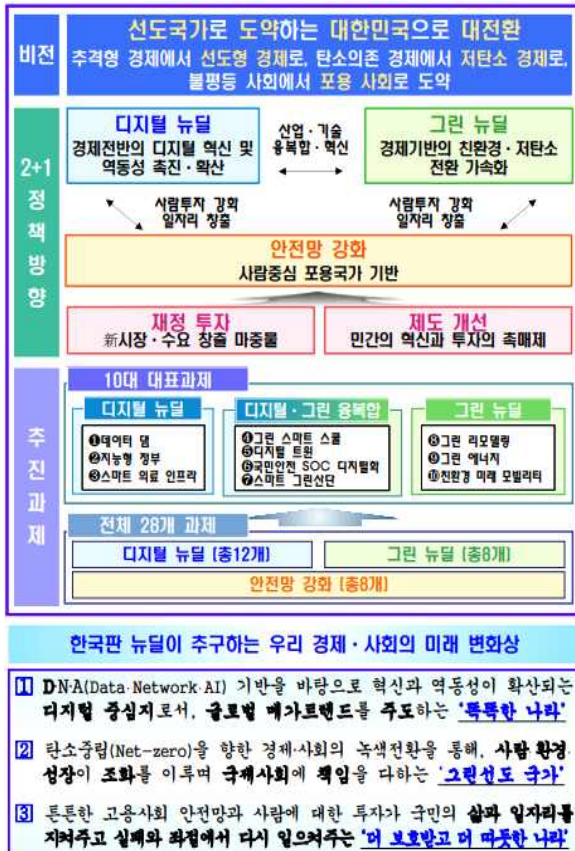 비전
선도국가로 도약하는 대한민국으로 대전환
추격형 경제에서 선도형 경제로, 탄소의존 경제에서 저탄소 경제로,
불평등 사회에서 포용 사회로 도약
2+1 정책방향
디지털 뉴딜
경제전반의 디지털 혁신 및
역동성 촉진·확산
산업·기술
융복합·혁신
그린 뉴딜
경제기반의 친환경·저탄소
전환 가속화
사람투자 강화
일자리 창출
사람투자 강화
일자리 창출
안전망 강화
사람중심 포용국가 기반
재정 투자
新시장·수요 창출 마중물
제도 개선
민간의 혁신과 투자의 촉매제
추진과제
10대 대표과제
디지털 뉴딜
❶데이터 댐
❷지능형 정부
❸스마트 의료 인프라
디지털·그린 융복합
❹그린 스마트 스쿨
❺디지털 트윈
❻국민안전 SOC 디지털화
❼스마트 그린산단
그린 뉴딜
❽그린 리모델링
❾그린 에너지
❿친환경 미래 모빌리티
전체 28개 과제
디지털 뉴딜 (총12개)
그린 뉴딜 (총8개)
안전망 강화 (총8개)
한국판 뉴딜이 추구하는 우리 경제·사회의 미래 변화상
1 D·N·A(Data·Network·AI) 기반을 바탕으로 혁신과 역동성이 확산되는
디지털 중심지로서, 글로벌 메가트렌드를 주도하는 '똑똑한 나라'
2 탄소중립(Net-zero)을 향한 경제·사회의 녹색전환을 통해, 사람·환경·
성장이 조화를 이루며 국제사회에 책임을 다하는 '그린선도 국가'
3 튼튼한 고용사회 안전망과 사람에 대한 투자가 국민의 삶과 일자리를
지켜주고 실패와 좌절에서 다시 일으켜주는 '더 보호받고 더 따뜻한 나라'